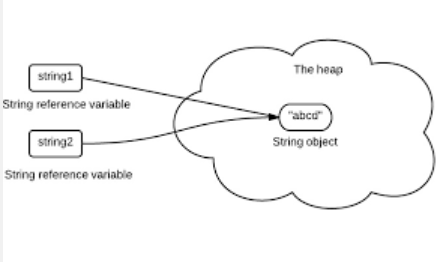 The heap
string1
String reference variable
"abcd"
string2
String object
String reference variable